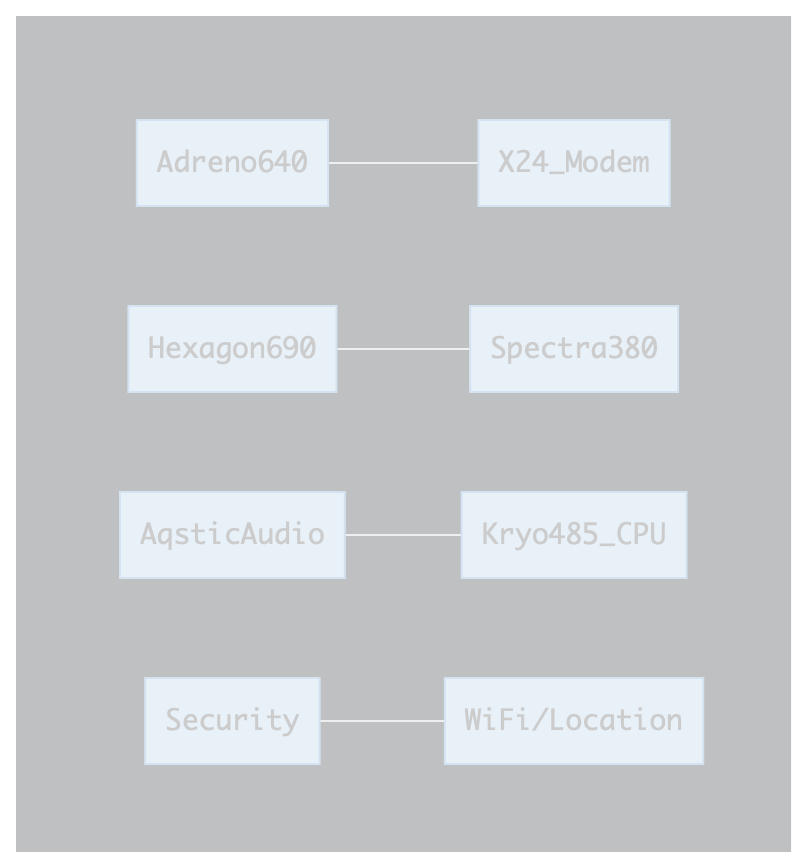 Adreno640 X24_Modem
Hexagon690 Spectra380
AqsticAudio Kryo485_CPU
Security WiFi/Location